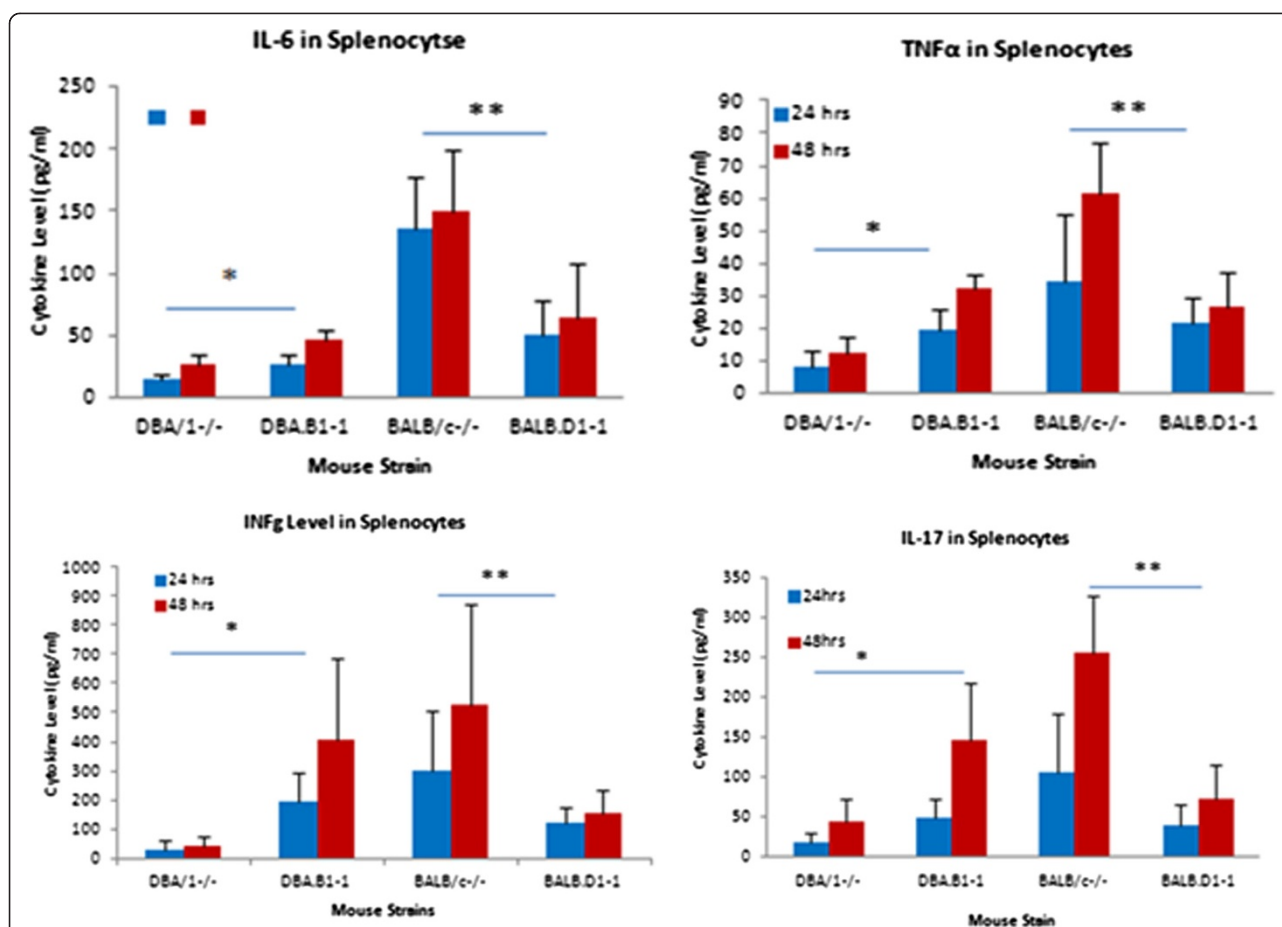 IL-6 in Splenocytse
250
200
150
100
50
0
Cytokine Level (pg/ml)
*
**
DBA/1-/-
DBA.B1-1
BALB/c-/-
BALB.D1-1
Mouse Strain
TNFα in Splenocytes
90
80
70
60
50
40
30
20
10
0
Cytokine Level (pg/ml)
24 hrs
48 hrs
*
**
DBA/1-/-
DBA.B1-1
BALB/c-/-
BALB.D1-1
Mouse Strain
INFg Level in Splenocytes
1000
900
800
700
600
500
400
300
200
100
0
Cytokine Level (pg/ml)
24 hrs
48 hrs
*
**
DBA/1-/-
DBA.B1-1
BALB/c-/-
BALB.D1-1
Mouse Strains
IL-17 in Splenocytes
350
300
250
200
150
100
50
0
Cytokine Level (pg/ml)
24hrs
48hrs
*
**
DBA/1-/-
DBA.B1-1
BALB/c-/-
BALB.D1-1
Mouse Stain